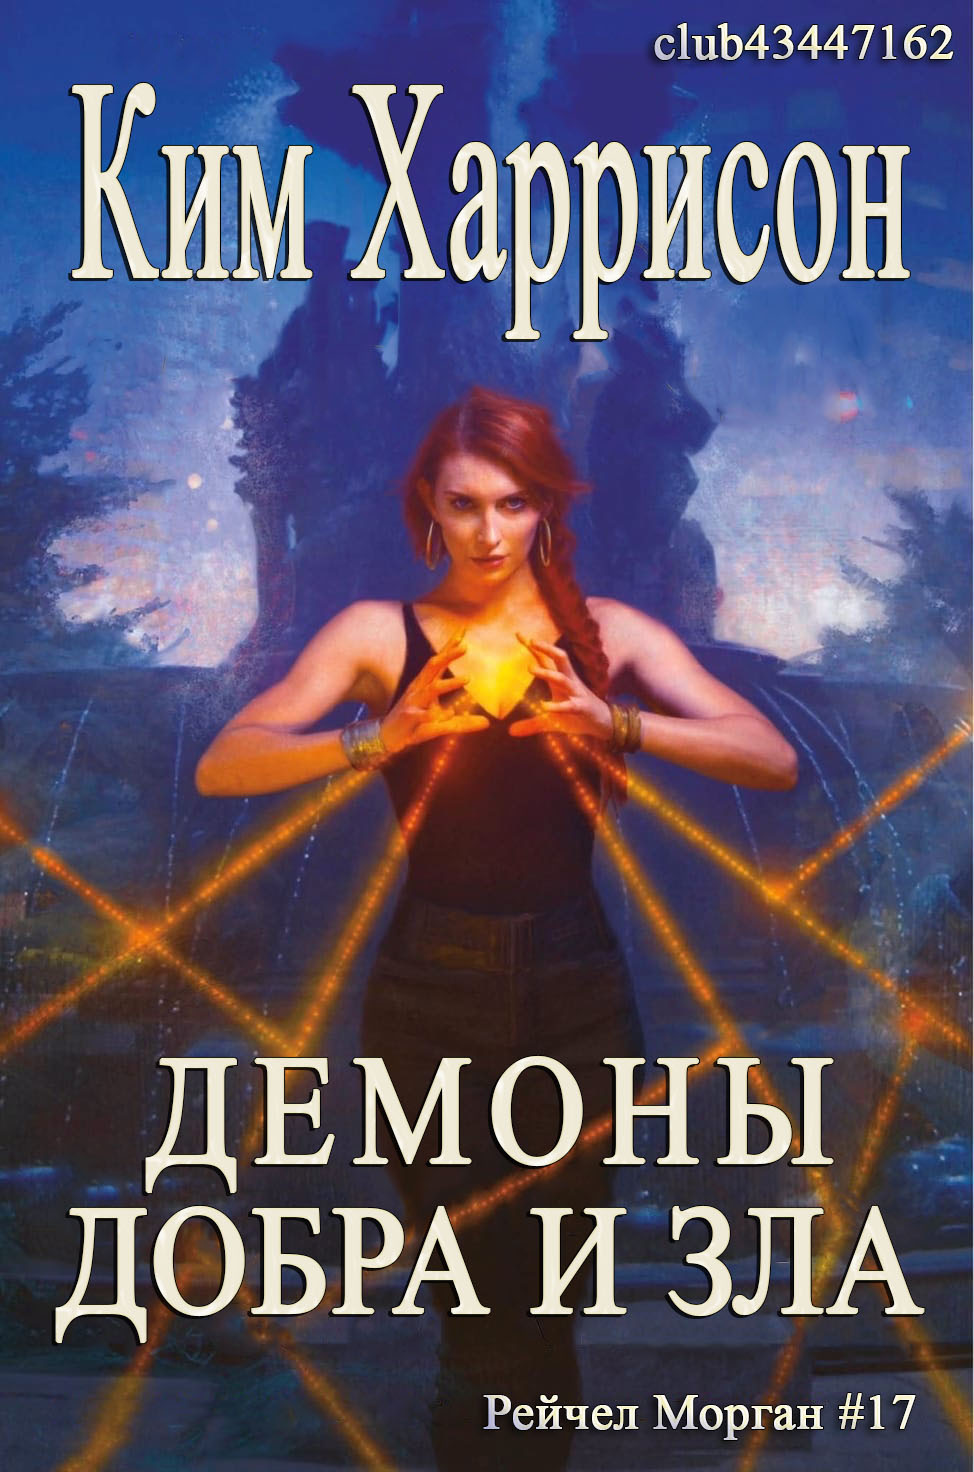 club43447162
Ким Харрисон
ДЕМОНЫ
ДОБРА И ЗЛА
Рейчел Морган #17